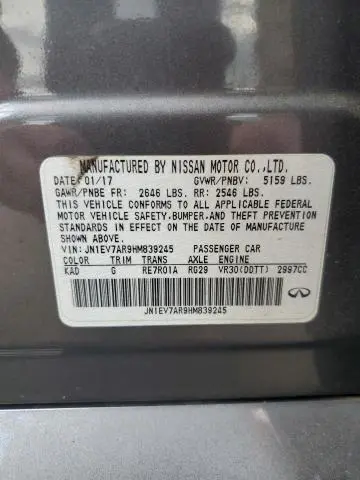 MANUFACTURED BY NISSAN MOTOR CO.,LTD.
DATE 01/17 GVWR/PNBV: 5159 LBS.
GAWR/PNBE FR: 2646 LBS. RR: 2546 LBS.
THIS VEHICLE CONFORMS TO ALL APPLICABLE FEDERAL
MOTOR VEHICLE SAFETY,BUMPER,AND THEFT PREVENTION
STANDARDS IN EFFECT ON THE DATE OF MANUFACTURE
SHOWN ABOVE.
VIN: JN1EV7AR9HM839245 PASSENGER CAR
COLOR TRIM TRANS AXLE ENGINE
KAD G RE7R01A RG29 VR30(DDTT) 2997CC
JN1EV7AR9HM839245